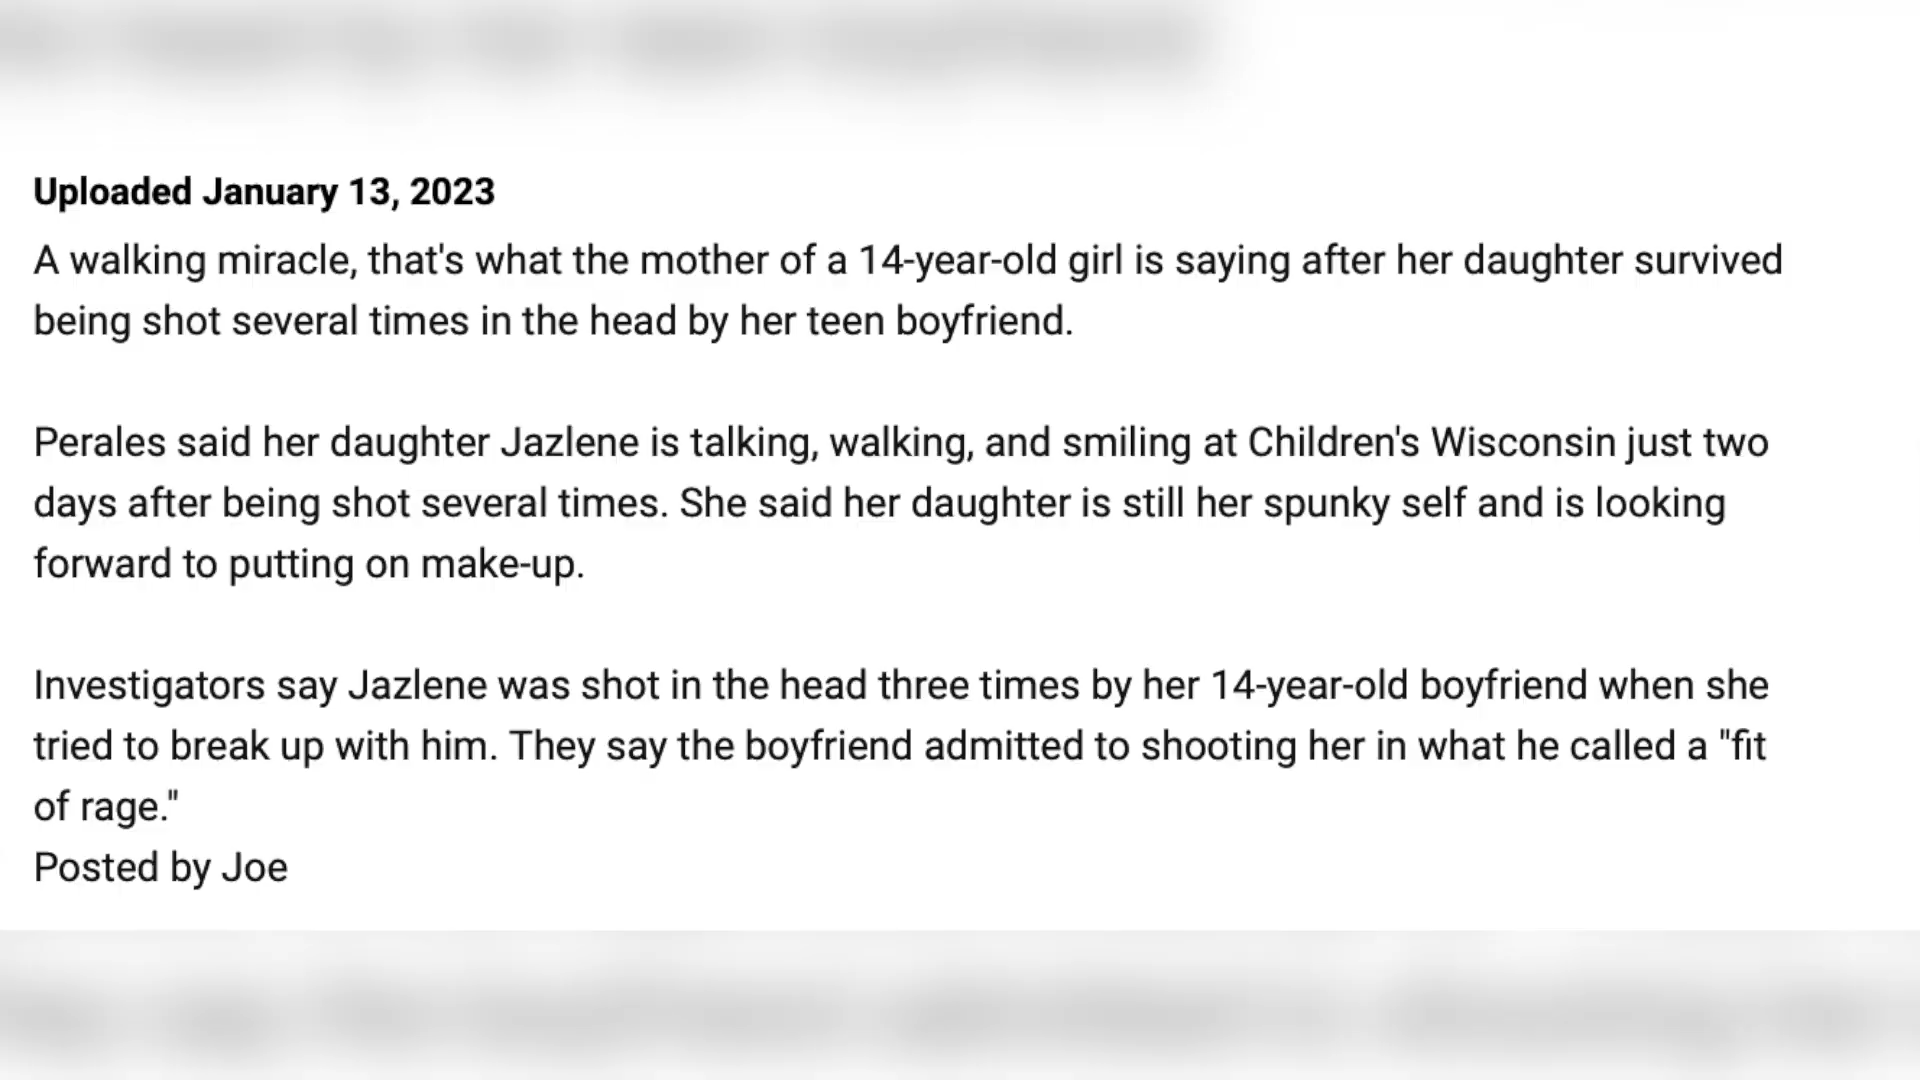 Uploaded January 13, 2023
A walking miracle, that's what the mother of a 14-year-old girl is saying after her daughter survived
being shot several times in the head by her teen boyfriend.
Perales said her daughter Jazlene is talking, walking, and smiling at Children's Wisconsin just two
days after being shot several times. She said her daughter is still her spunky self and is looking
forward to putting on make-up.
Investigators say Jazlene was shot in the head three times by her 14-year-old boyfriend when she
tried to break up with him. They say the boyfriend admitted to shooting her in what he called a "fit
of rage."
Posted by Joe